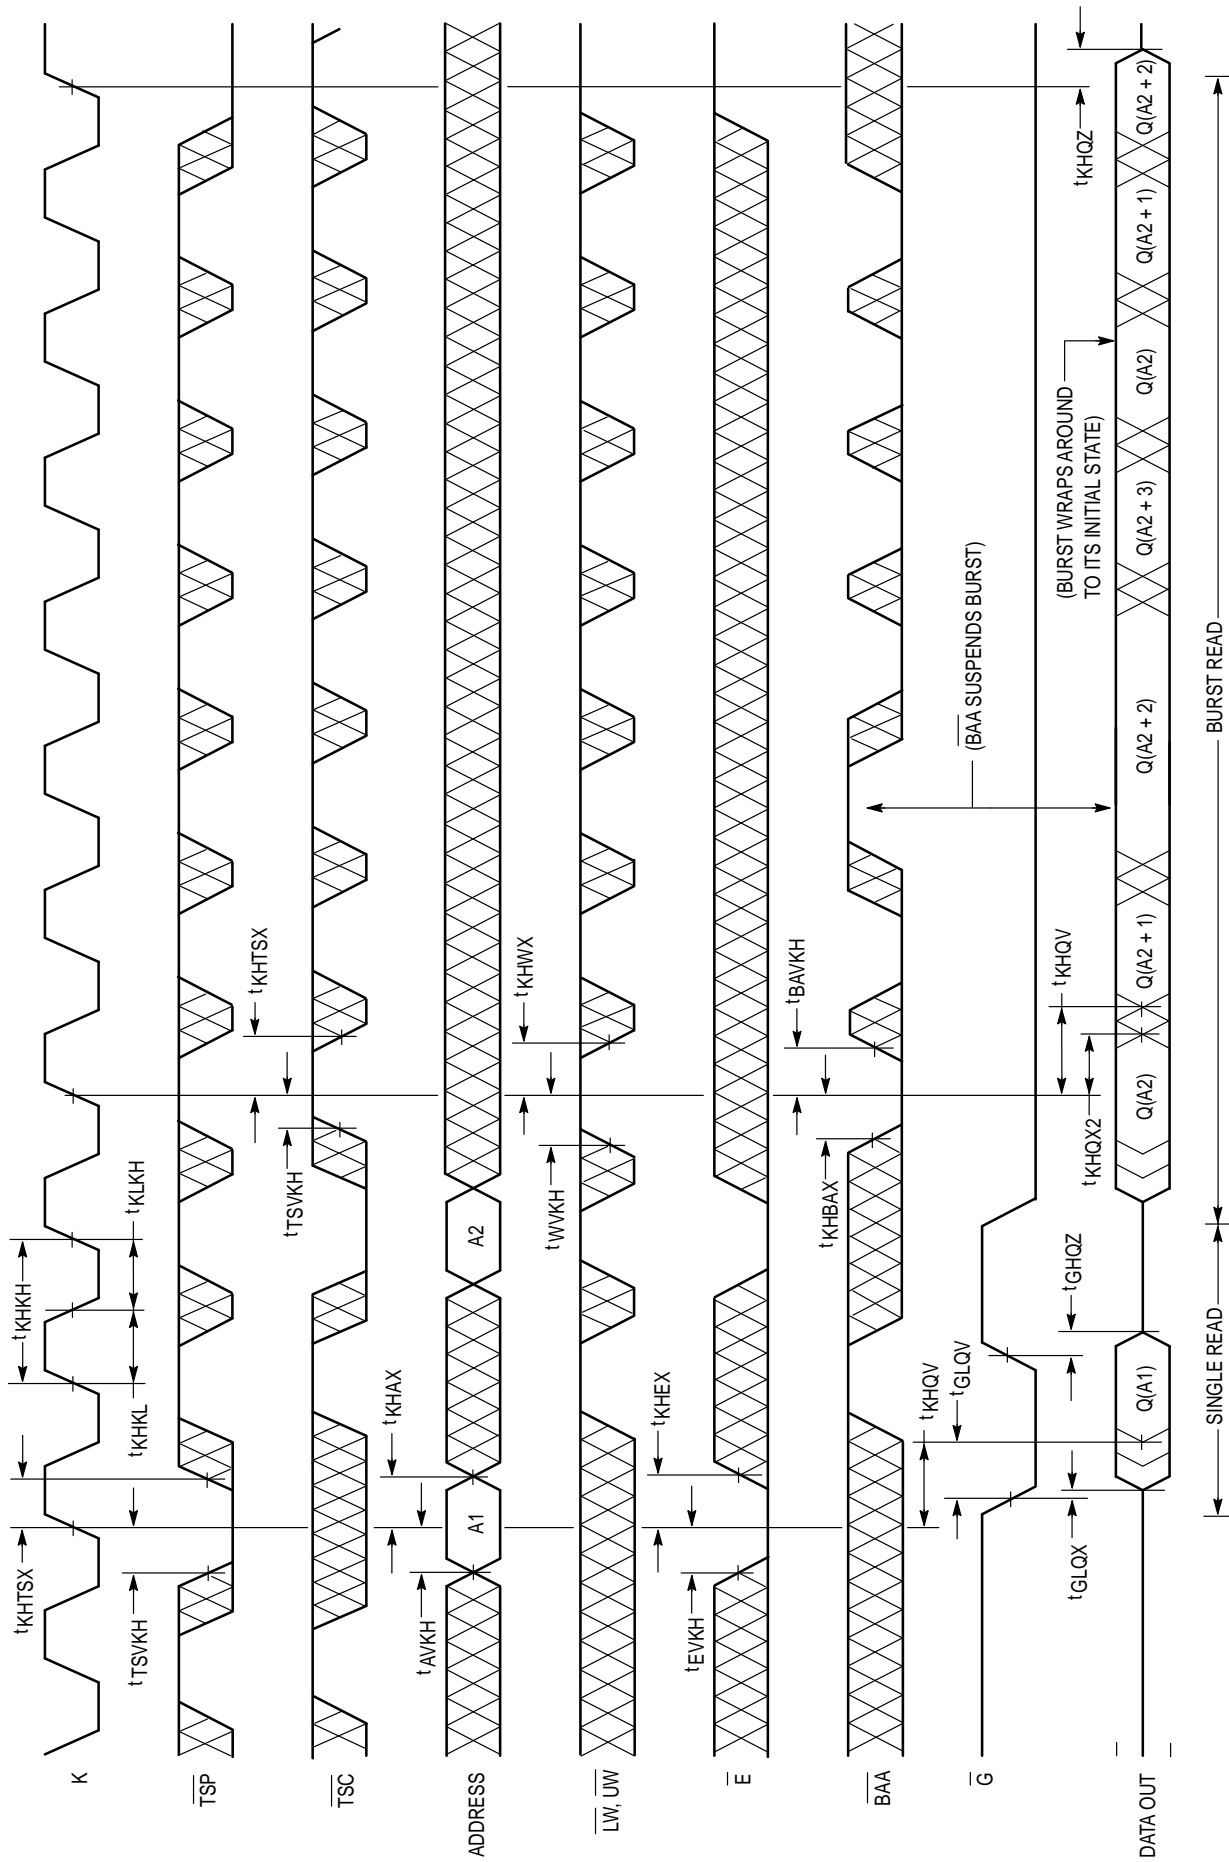 K
TSP
TSC
ADDRESS
LW, UW
E
BAA
G
DATA OUT
tKHTSX
tTSVKH
tKHKL
tKHKH
tKLKH
tTSVKH
tKHTSX
tAVKH
tKHAX
A1
A2
tWVKH
tKHWX
tEVKH
tKHEX
tKHBAX
tBAVKH
tKHQV
tGLQV
tGLQX
tGHQZ
tKHQX2
tKHQV
(BAA SUSPENDS BURST)
(BURST WRAPS AROUND
TO ITS INITIAL STATE)
tKHQZ
Q(A1)
Q(A2)
Q(A2 + 1)
Q(A2 + 2)
Q(A2 + 3)
Q(A2)
Q(A2 + 1)
Q(A2 + 2)
SINGLE READ
BURST READ